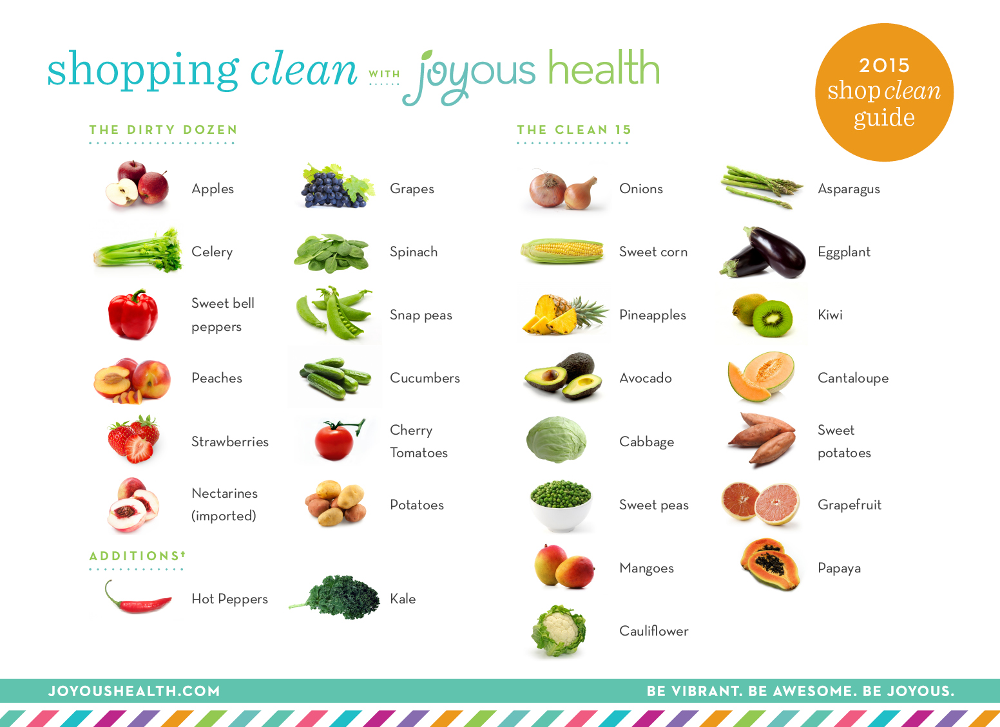 shopping clean WITH joyous health
2015
shop clean
guide
THE DIRTY DOZEN
Apples
Grapes
Celery
Spinach
Sweet bell
peppers
Snap peas
Peaches
Cucumbers
Strawberries
Cherry
Tomatoes
Nectarines
(imported)
Potatoes
ADDITIONS†
Hot Peppers
Kale
THE CLEAN 15
Onions
Asparagus
Sweet corn
Eggplant
Pineapples
Kiwi
Avocado
Cantaloupe
Cabbage
Sweet
potatoes
Sweet peas
Grapefruit
Mangoes
Papaya
Cauliflower
JOYOUSHEALTH.COM
BE VIBRANT. BE AWESOME. BE JOYOUS.